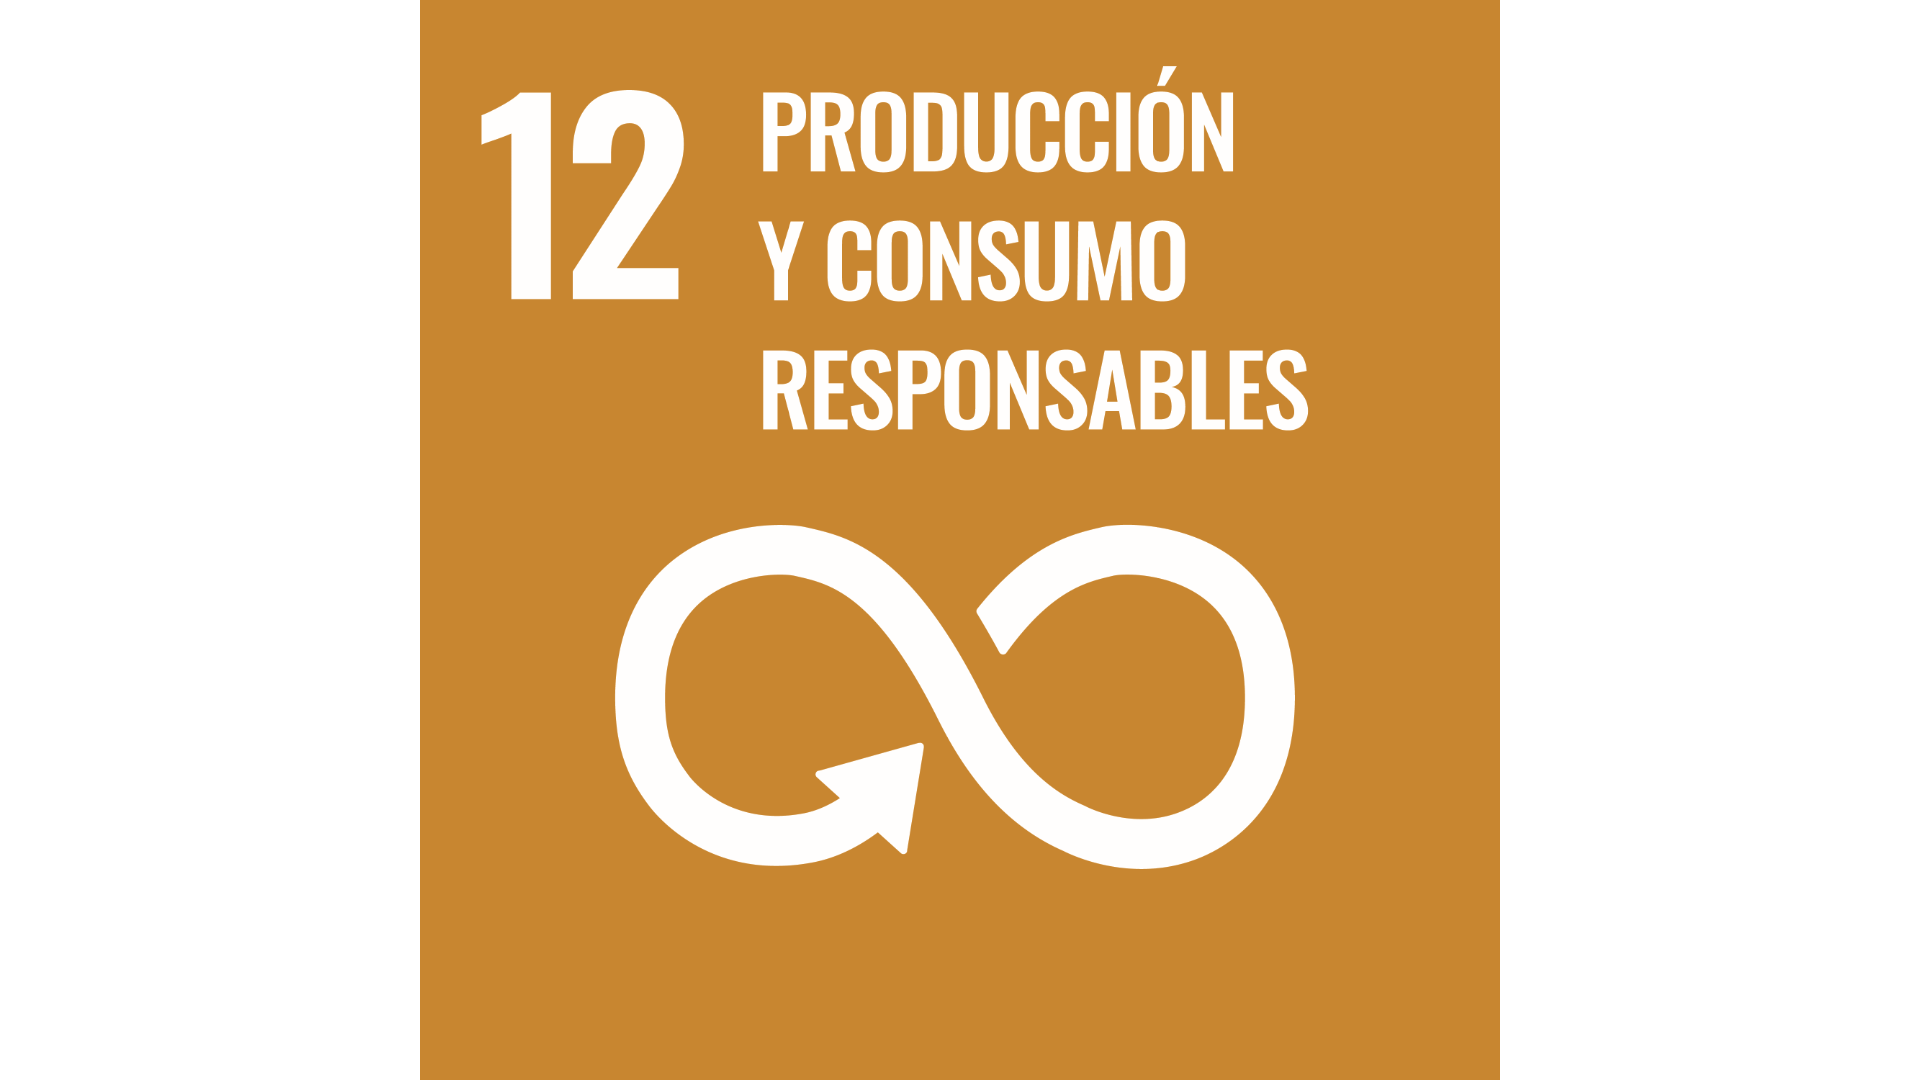 12
PRODUCCIÓN
Y CONSUMO
RESPONSABLES